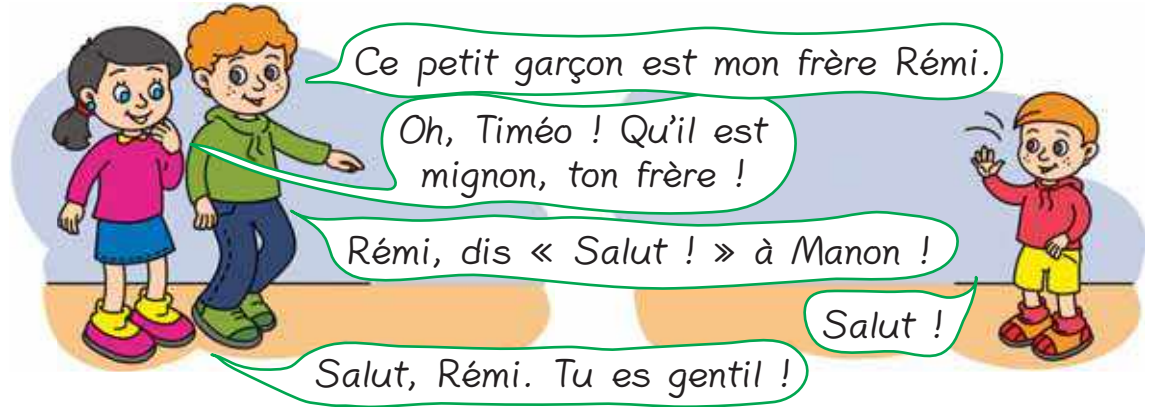 Ce petit garçon est mon frère Rémi.
Oh, Timéo ! Qu'il est
mignon, ton frère !
Rémi, dis « Salut ! » à Manon !
Salut !
Salut, Rémi. Tu es gentil !